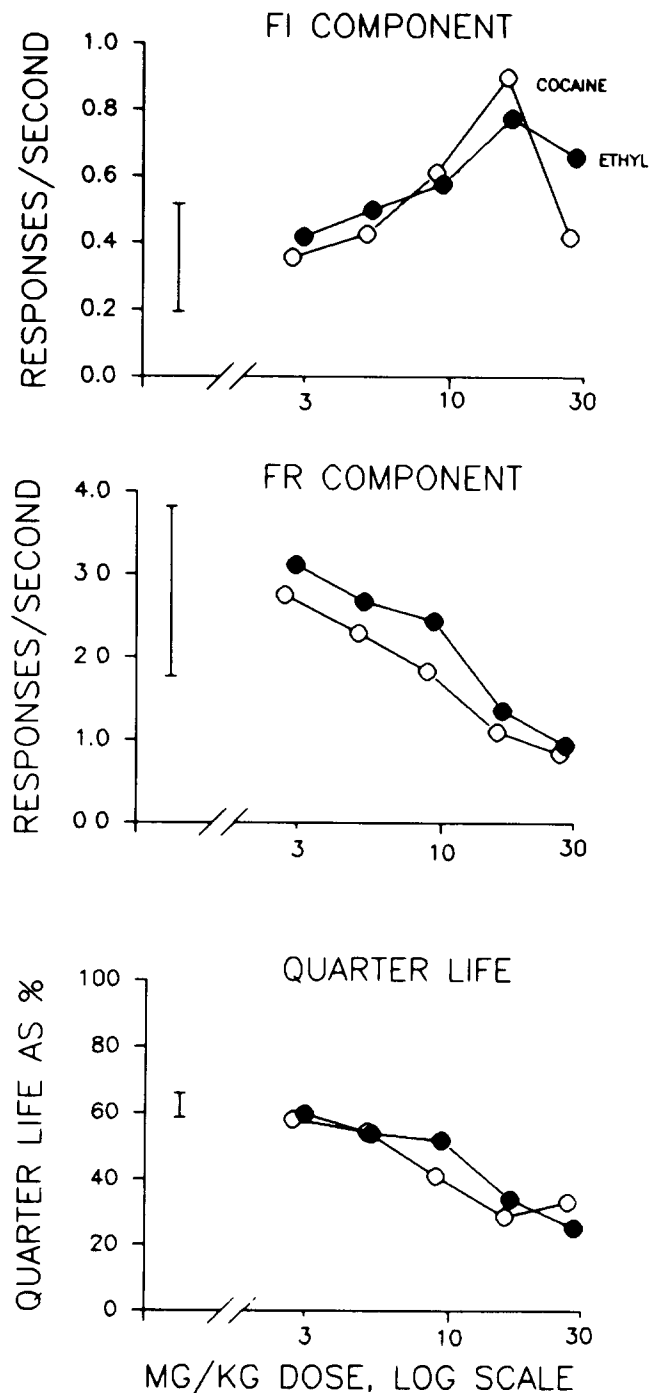 FI COMPONENT
RESPONSES/SECOND
1.0
0.8
0.6
0.4
0.2
0.0
COCAINE
ETHYL
3
10
30
FR COMPONENT
RESPONSES/SECOND
4.0
3.0
2 0
1.0
0 0
3
10
30
QUARTER LIFE
QUARTER LIFE AS %
100
80
60
40
20
0
3
10
30
MG/KG DOSE, LOG SCALE